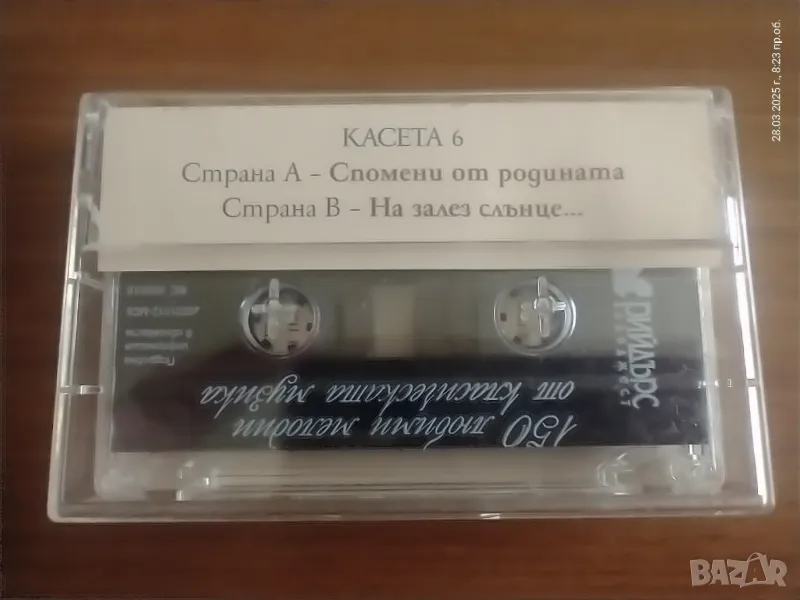 КАСЕТА 6
Страна А – Спомени от родината
Страна В – На залез слънце...
150 любими мелодии
от класическата музика
РИЙДЪРС
ДАЙДЖЕСТ
28.03.2025 г., 8:23 пр.об.
BAZAR